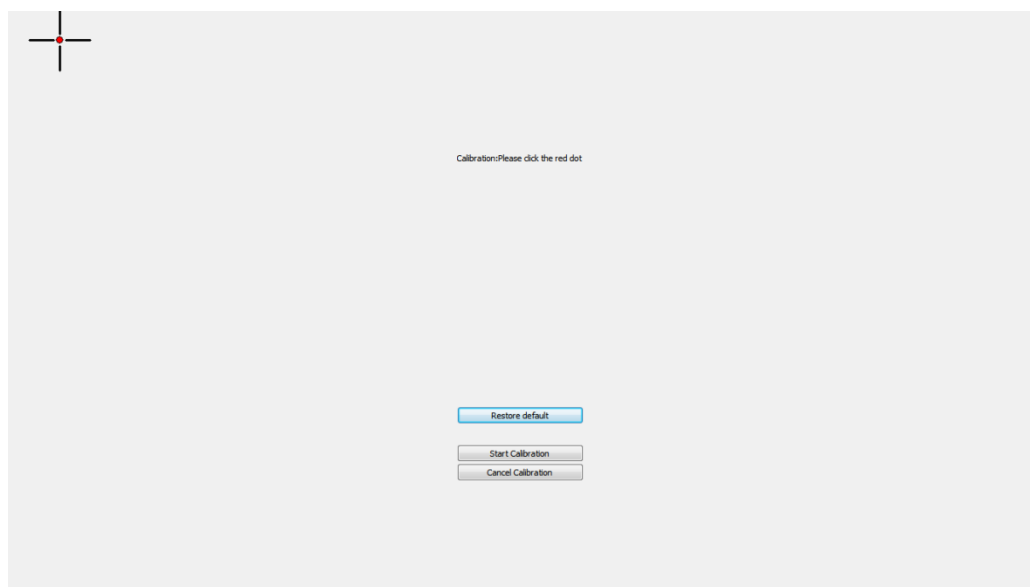 Calibration:Please click the red dot
Restore default
Start Calibration
Cancel Calibration